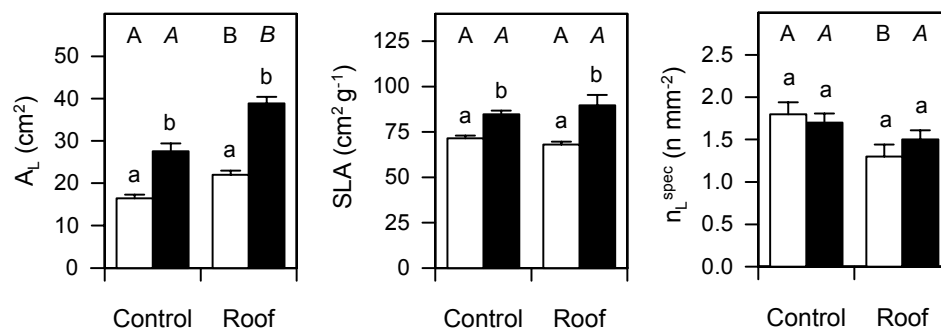 A A B B
50
40
30
20
10
0
A_L (cm²)
a b a b
Control Roof
A A A A
125
100
75
50
25
0
SLA (cm² g⁻¹)
a b a b
Control Roof
A A B A
2.5
2.0
1.5
1.0
0.5
0.0
n_L^spec (n mm⁻²)
a a a a
Control Roof